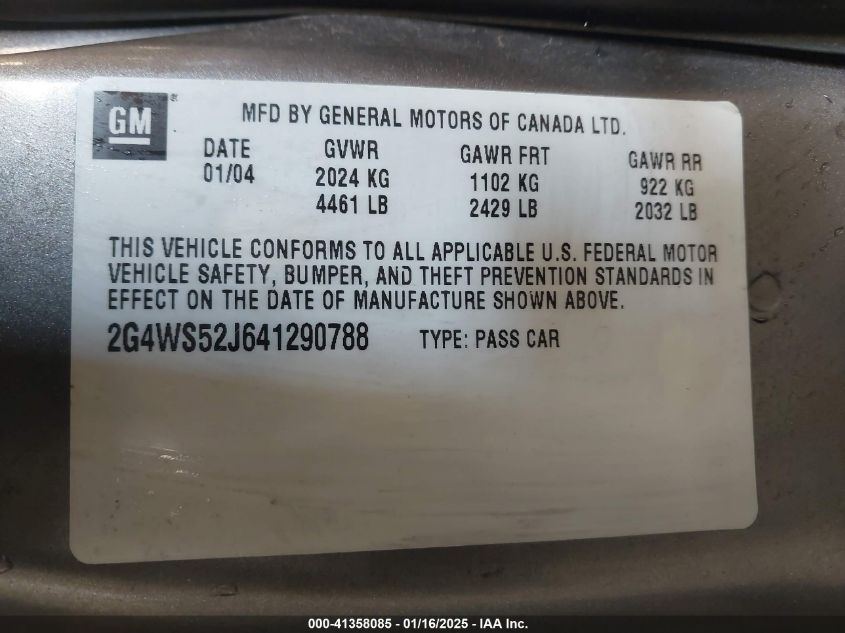 GM
MFD BY GENERAL MOTORS OF CANADA LTD.
DATE GVWR GAWR FRT GAWR RR
01/04 2024 KG 1102 KG 922 KG
4461 LB 2429 LB 2032 LB
THIS VEHICLE CONFORMS TO ALL APPLICABLE U.S. FEDERAL MOTOR
VEHICLE SAFETY, BUMPER, AND THEFT PREVENTION STANDARDS IN
EFFECT ON THE DATE OF MANUFACTURE SHOWN ABOVE.
2G4WS52J641290788 TYPE: PASS CAR
000-41358085 - 01/16/2025 - IAA Inc.